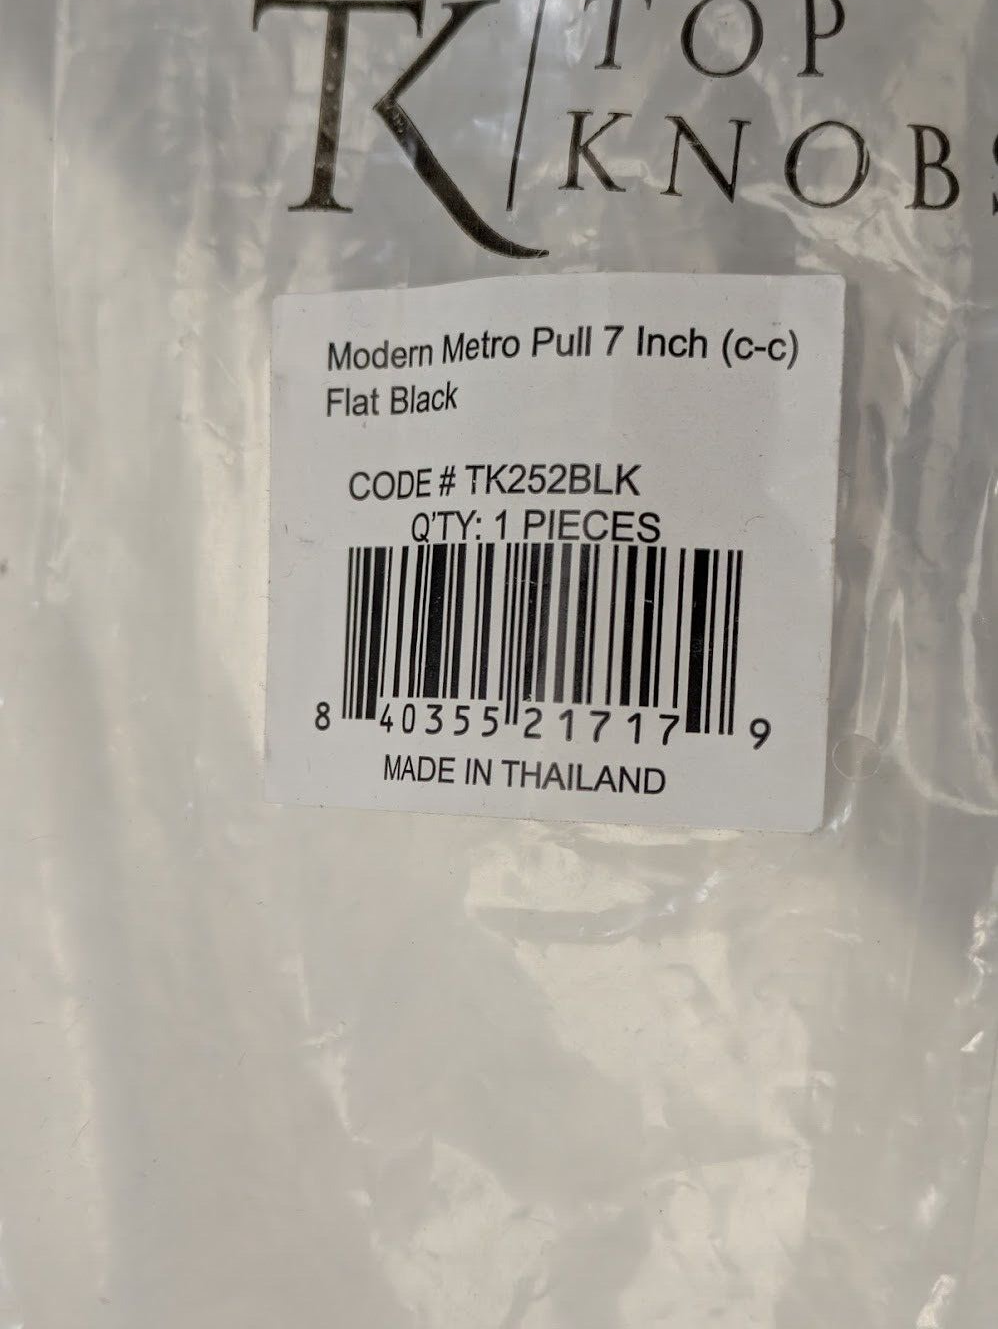 TK TOP
KNOBS
Modern Metro Pull 7 Inch (c-c)
Flat Black
CODE # TK252BLK
Q'TY: 1 PIECES
8 40355 21717 9
MADE IN THAILAND